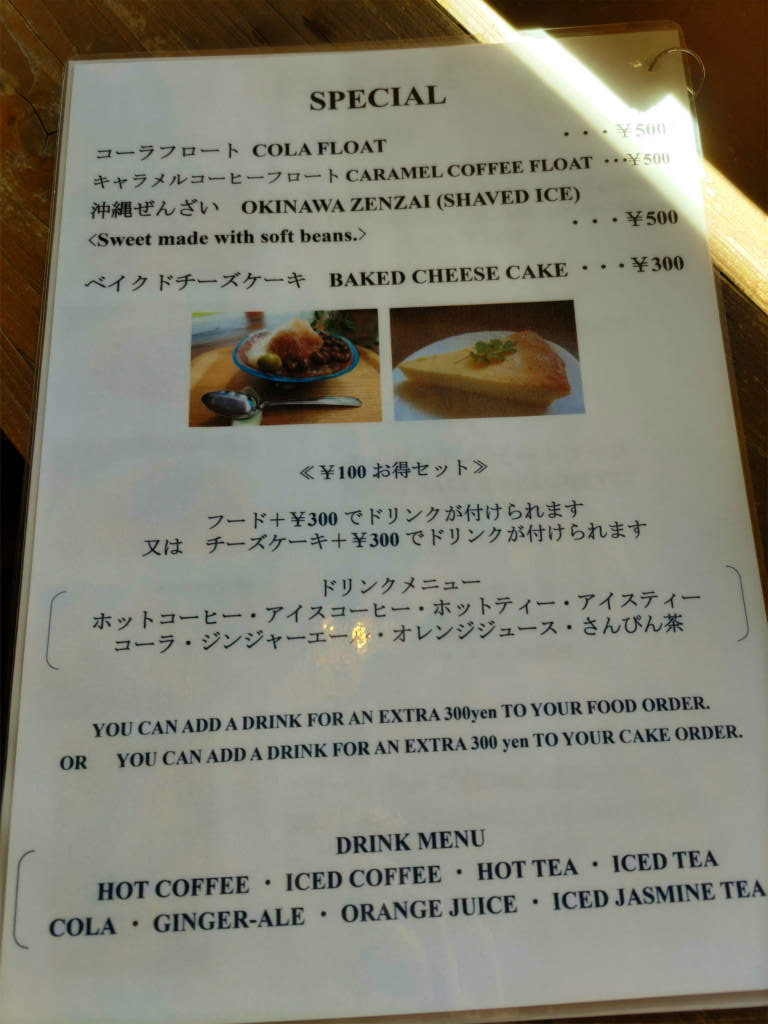 SPECIAL
コーラフロート COLA FLOAT ・・・¥500
キャラメルコーヒーフロート CARAMEL COFFEE FLOAT ・・・¥500
沖縄ぜんざい OKINAWA ZENZAI (SHAVED ICE)
<Sweet made with soft beans.> ・・・¥500
ベイクドチーズケーキ BAKED CHEESE CAKE ・・・¥300
≪¥100 お得セット≫
フード+¥300 でドリンクが付けられます
又は チーズケーキ+¥300 でドリンクが付けられます
ドリンクメニュー
ホットコーヒー・アイスコーヒー・ホットティー・アイスティー
コーラ・ジンジャーエール・オレンジジュース・さんぴん茶
YOU CAN ADD A DRINK FOR AN EXTRA 300yen TO YOUR FOOD ORDER.
OR YOU CAN ADD A DRINK FOR AN EXTRA 300 yen TO YOUR CAKE ORDER.
DRINK MENU
HOT COFFEE ・ ICED COFFEE ・ HOT TEA ・ ICED TEA
COLA ・ GINGER-ALE ・ ORANGE JUICE ・ ICED JASMINE TEA